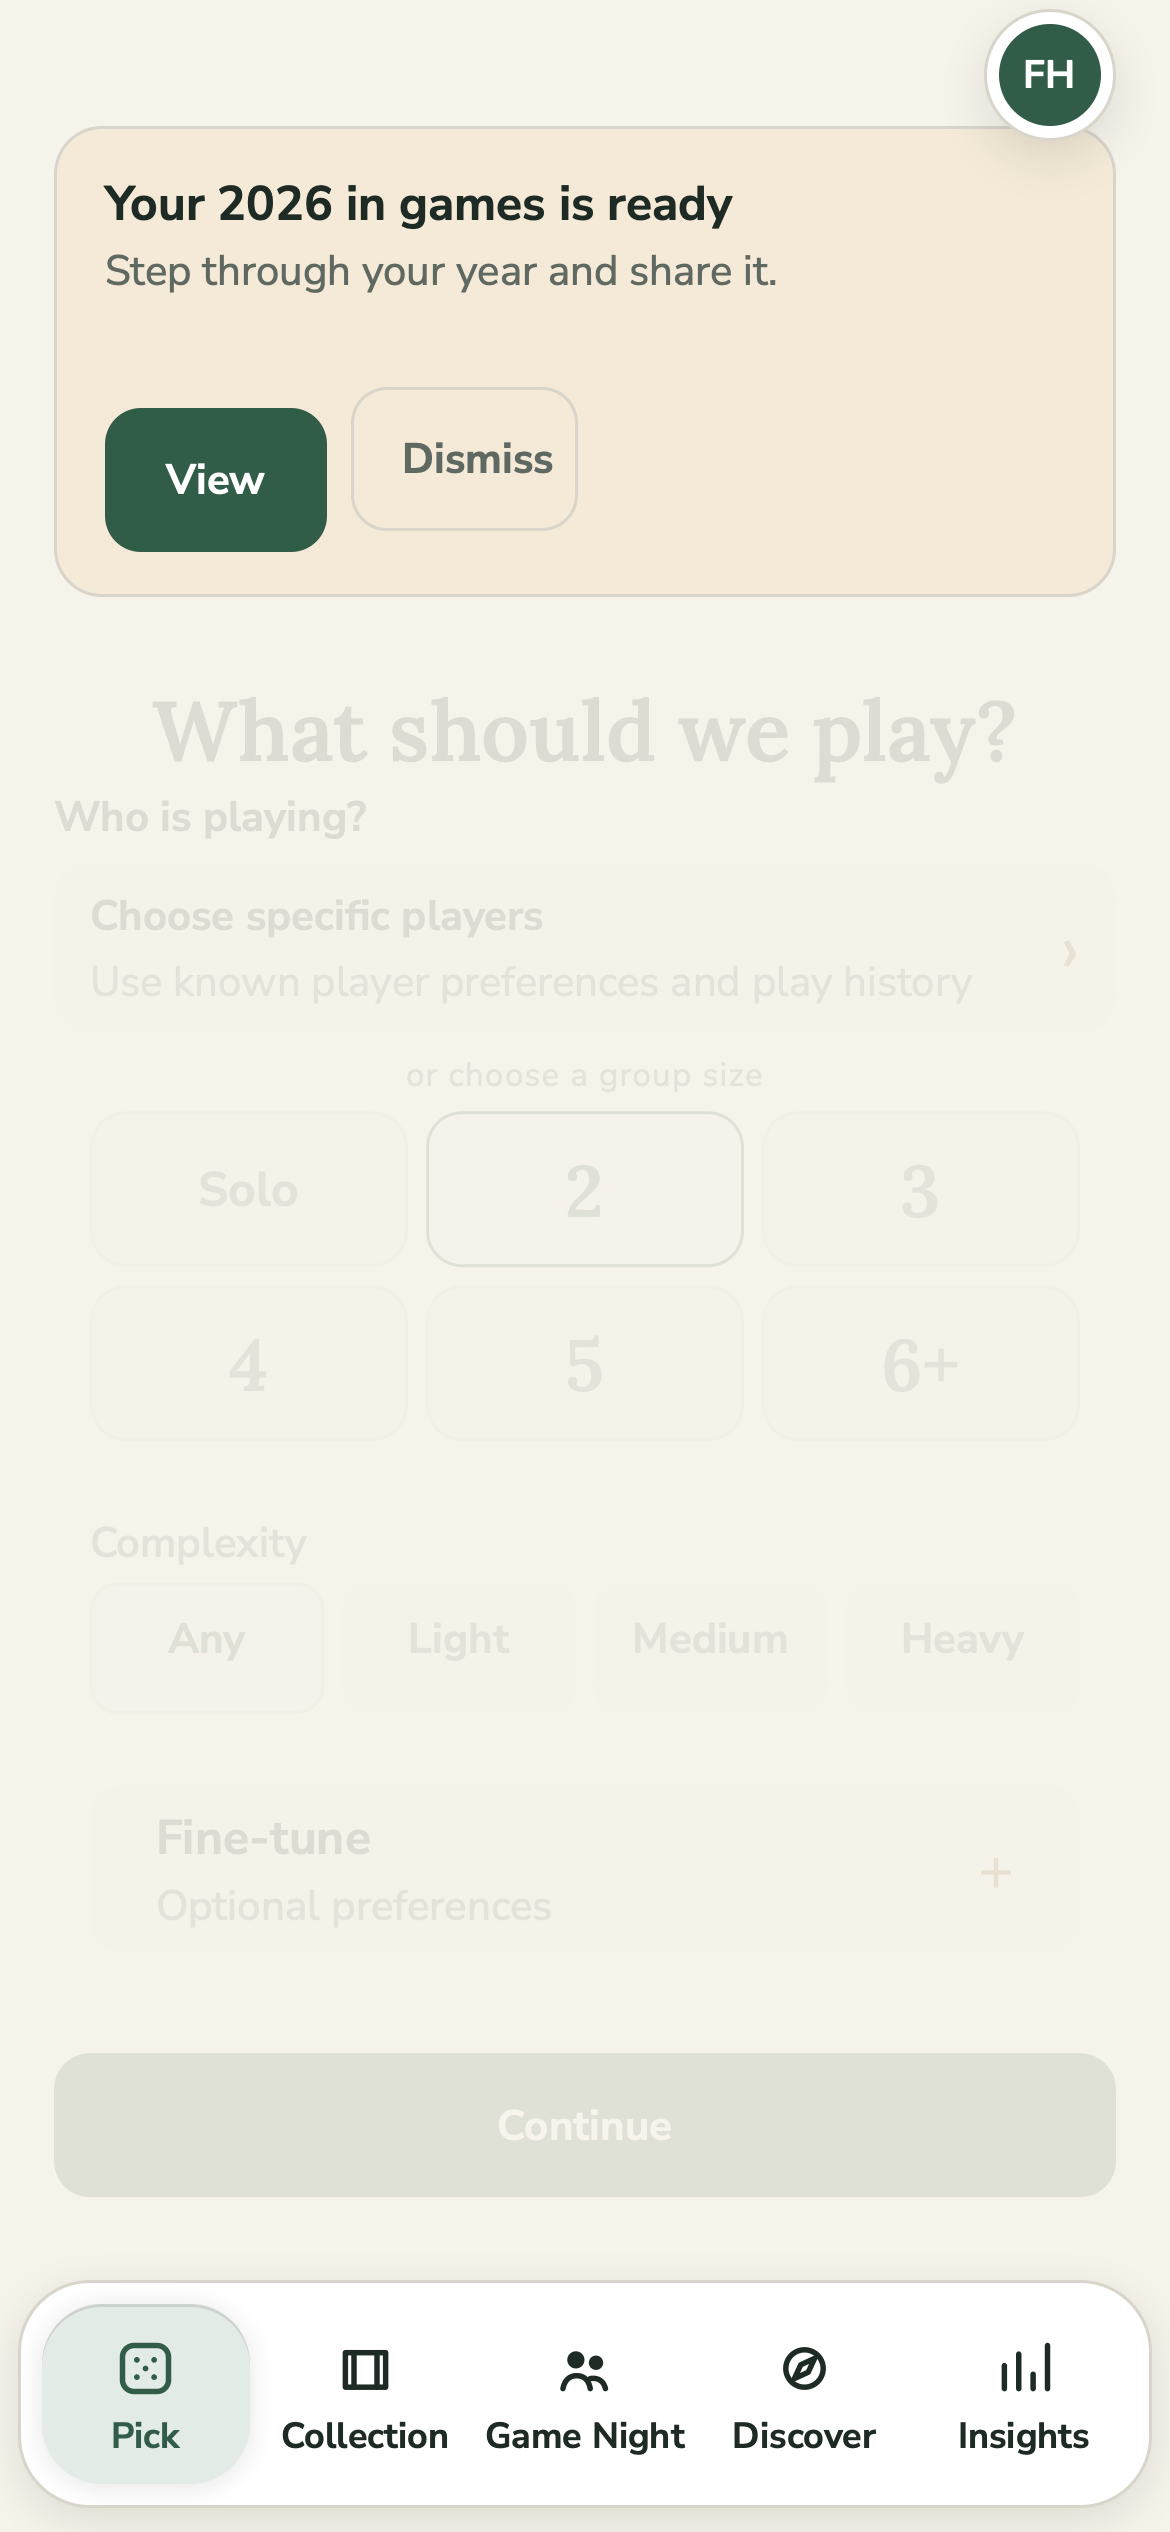 FH
Your 2026 in games is ready
Step through your year and share it.
View
Dismiss
What should we play?
Who is playing?
Choose specific players
Use known player preferences and play history
›
or choose a group size
Solo
2
3
4
5
6+
Complexity
Any
Light
Medium
Heavy
Fine-tune
Optional preferences
+
Continue
Pick
Collection
Game Night
Discover
Insights